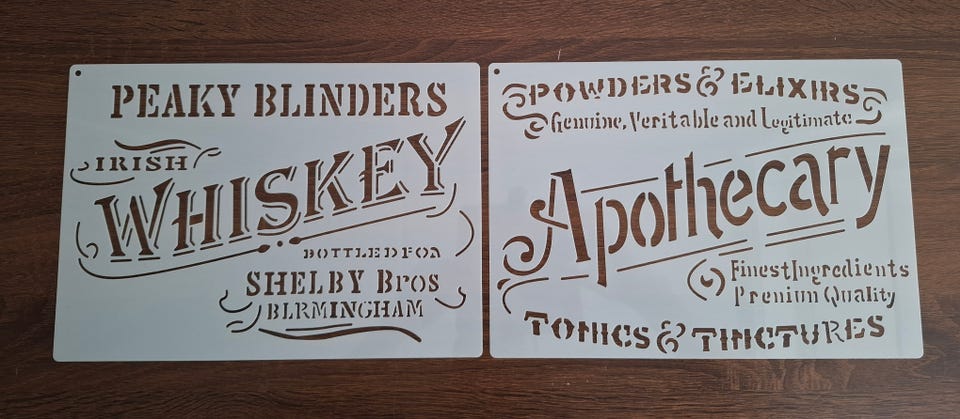 PEAKY BLINDERS
IRISH
WHISKEY
BOTTLED FOR
SHELBY Bros
BLRMINGHAM
POWDERS & ELIXIRS
Genuine, Veritable and Legitimate
Apothecary
Finest Ingredients
Premium Quality
TONICS & TINCTURES